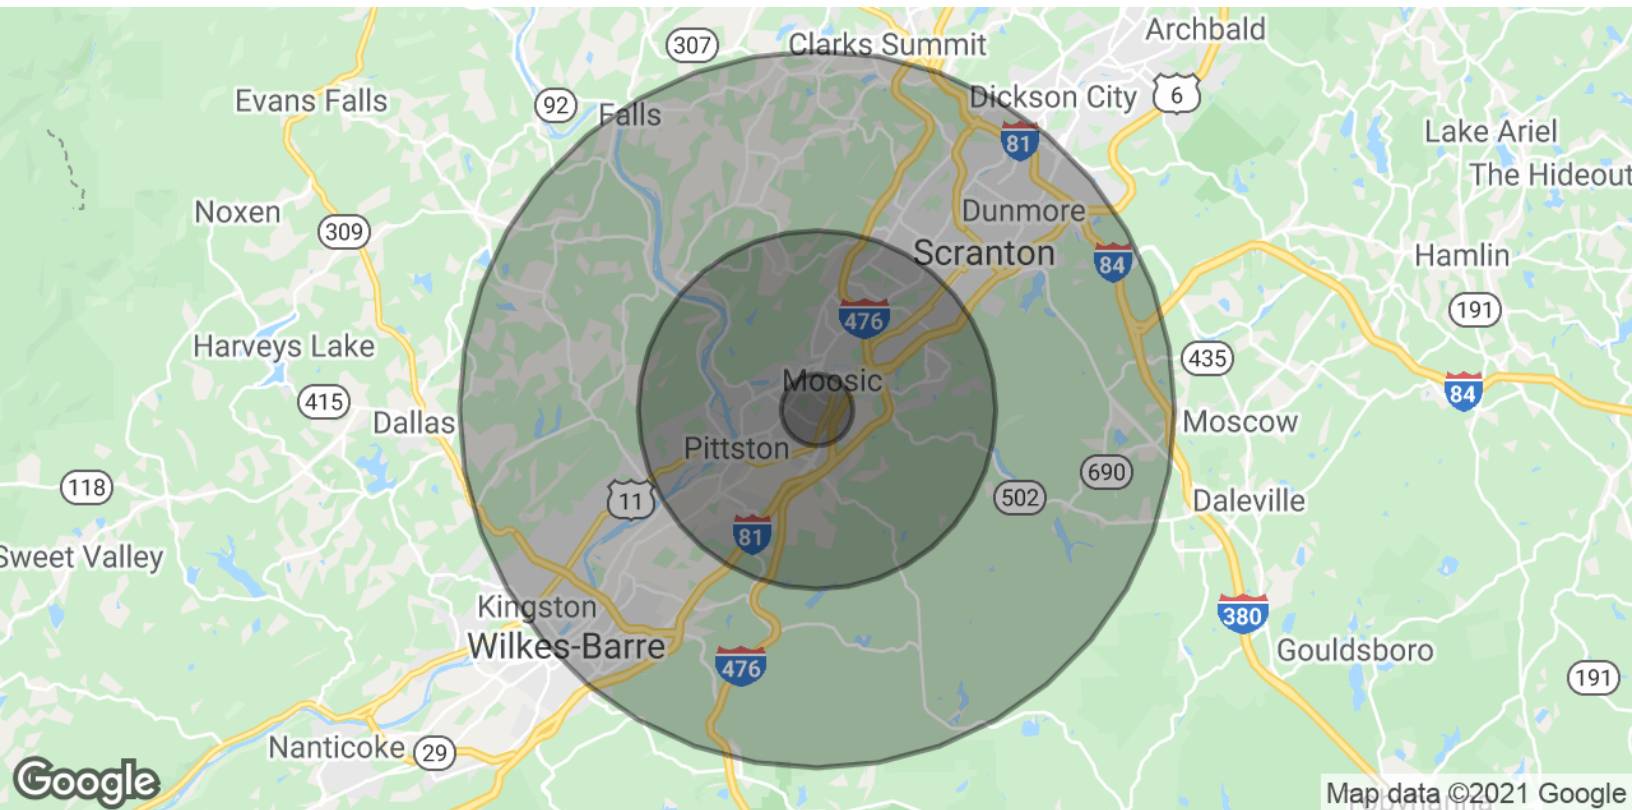 Archbald
307
Clarks Summit
Evans Falls
92
Falls
Dickson City
6
81
Lake Ariel
The Hideout
Noxen
309
Dunmore
Scranton
84
Hamlin
191
476
Harveys Lake
435
Moosic
84
415
Dallas
Moscow
Pittston
690
118
11
502
Daleville
81
Sweet Valley
Kingston
380
Wilkes-Barre
Gouldsboro
476
191
Nanticoke
29
Google
Map data ©2021 Google